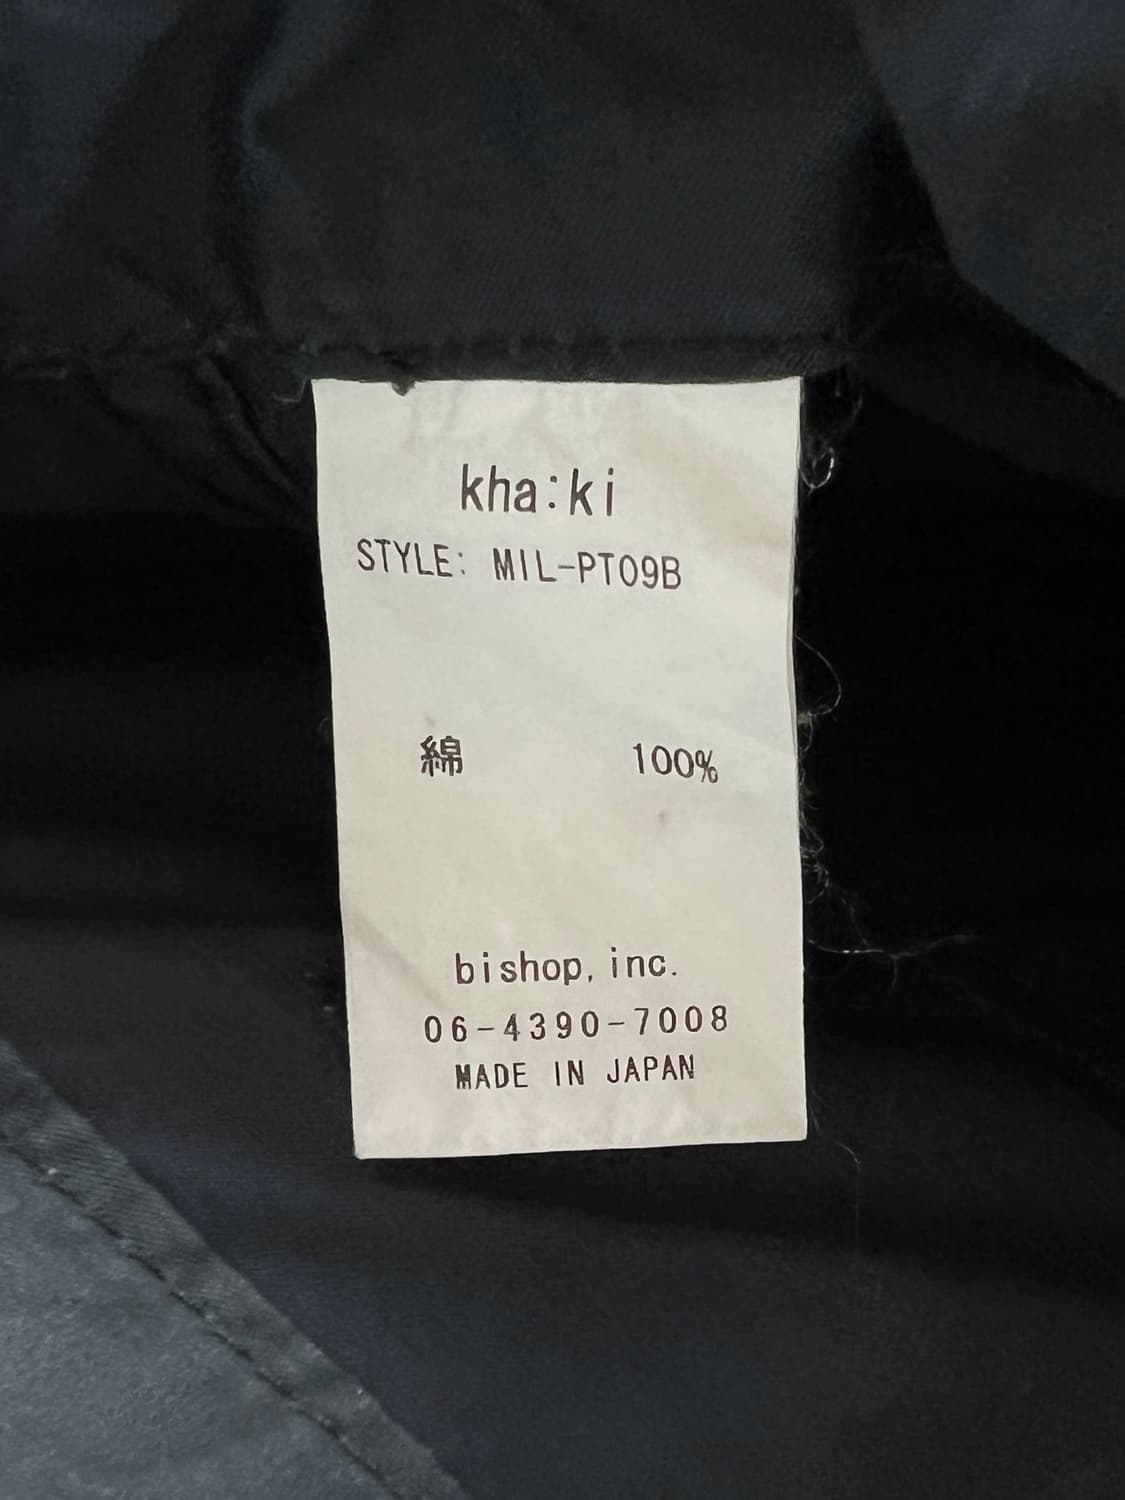 kha:ki
STYLE: MIL-PT09B
綿 100%
bishop, inc.
06-4390-7008
MADE IN JAPAN